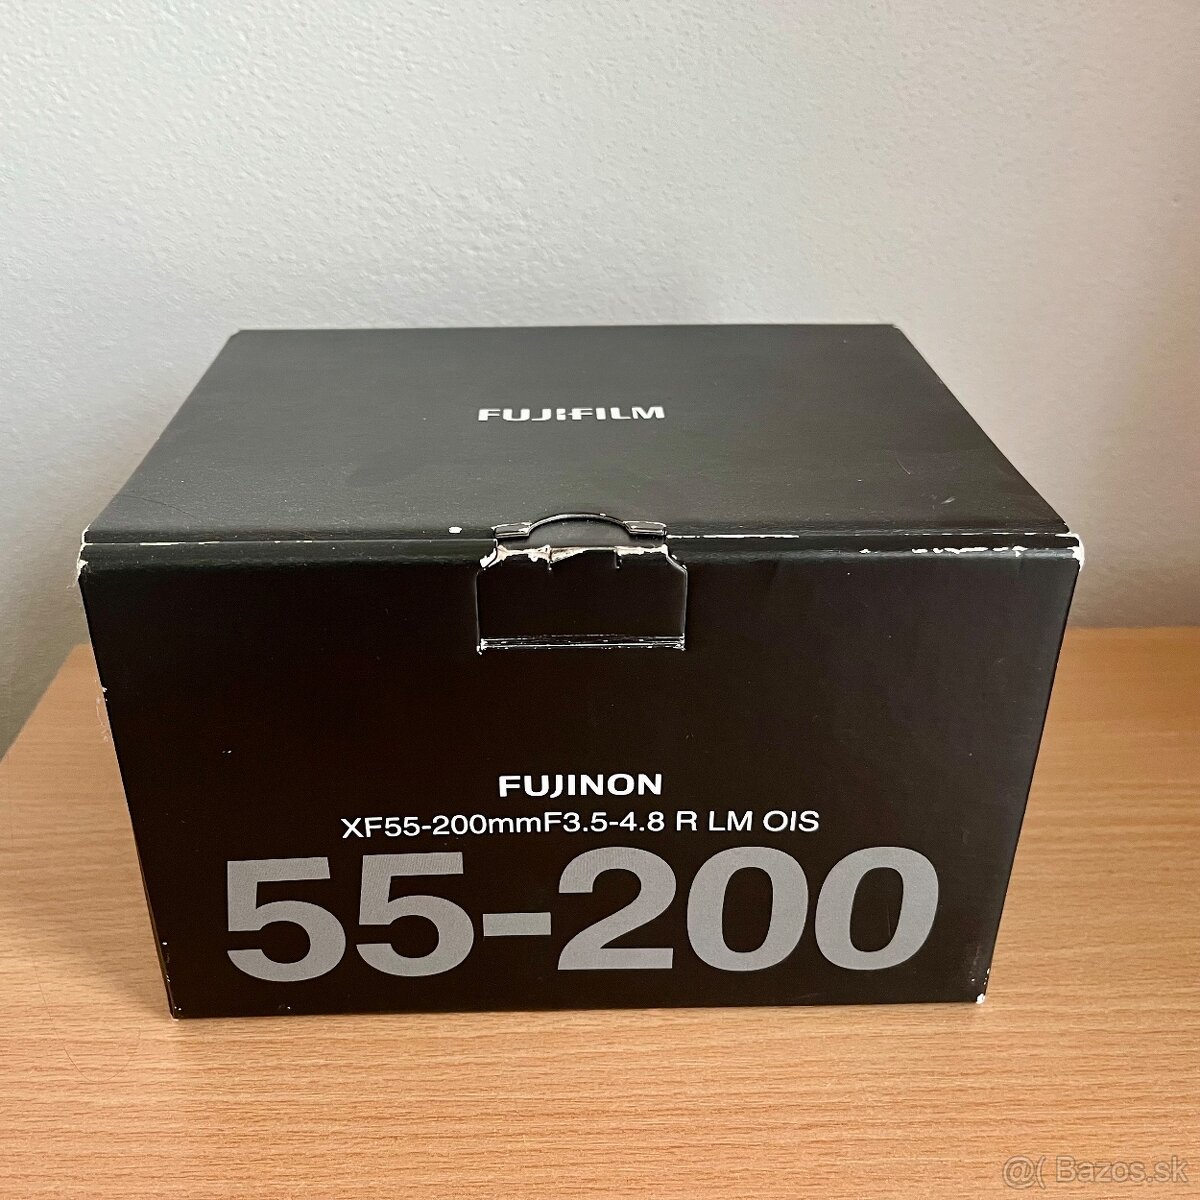 FUJIFILM
FUJINON
XF55-200mmF3.5-4.8 R LM OIS
55-200
@( Bazos.sk